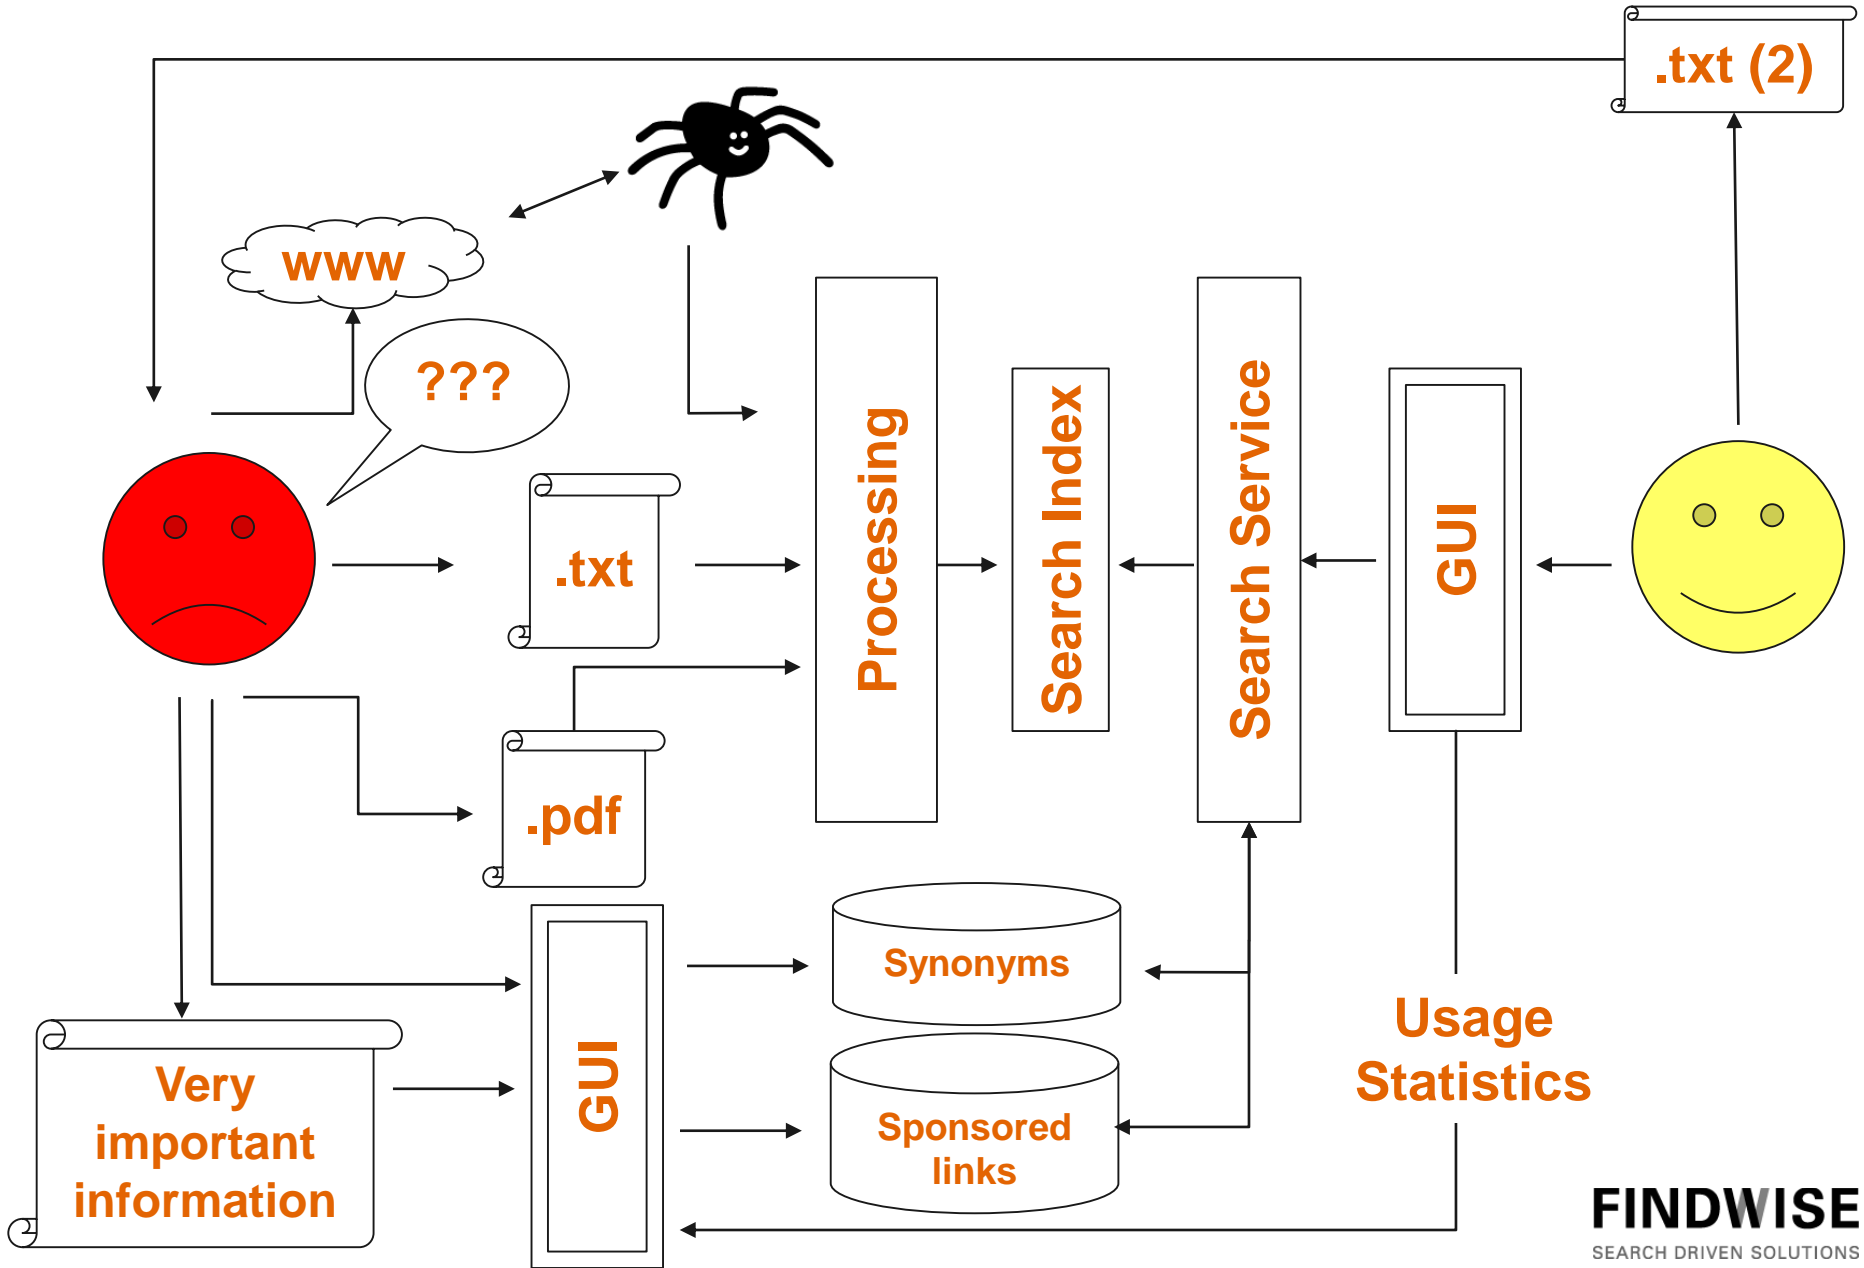 .txt (2)
www
???
.txt
.pdf
Processing
Search Index
Search Service
GUI
GUI
Synonyms
Sponsored
links
Very
important
information
Usage
Statistics
FINDWISE
SEARCH DRIVEN SOLUTIONS